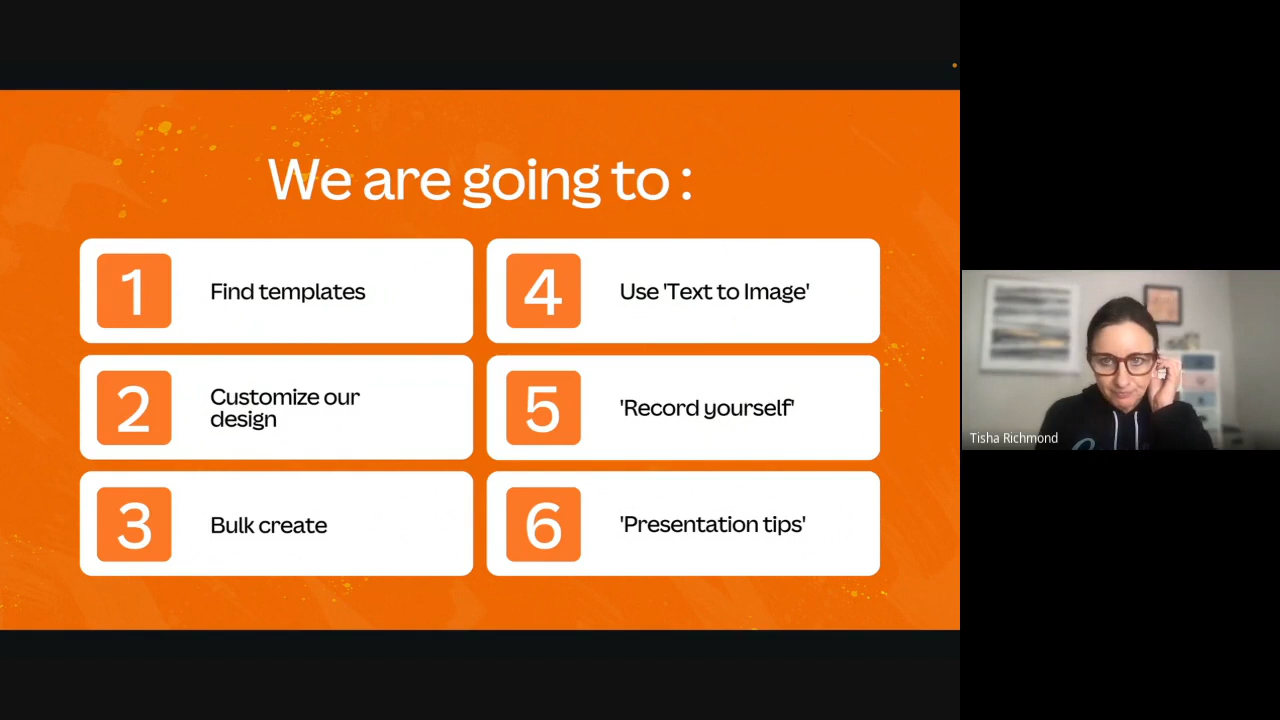 We are going to :
1
Find templates
2
Customize our
design
3
Bulk create
4
Use 'Text to Image'
5
'Record yourself'
6
'Presentation tips'
Tisha Richmond